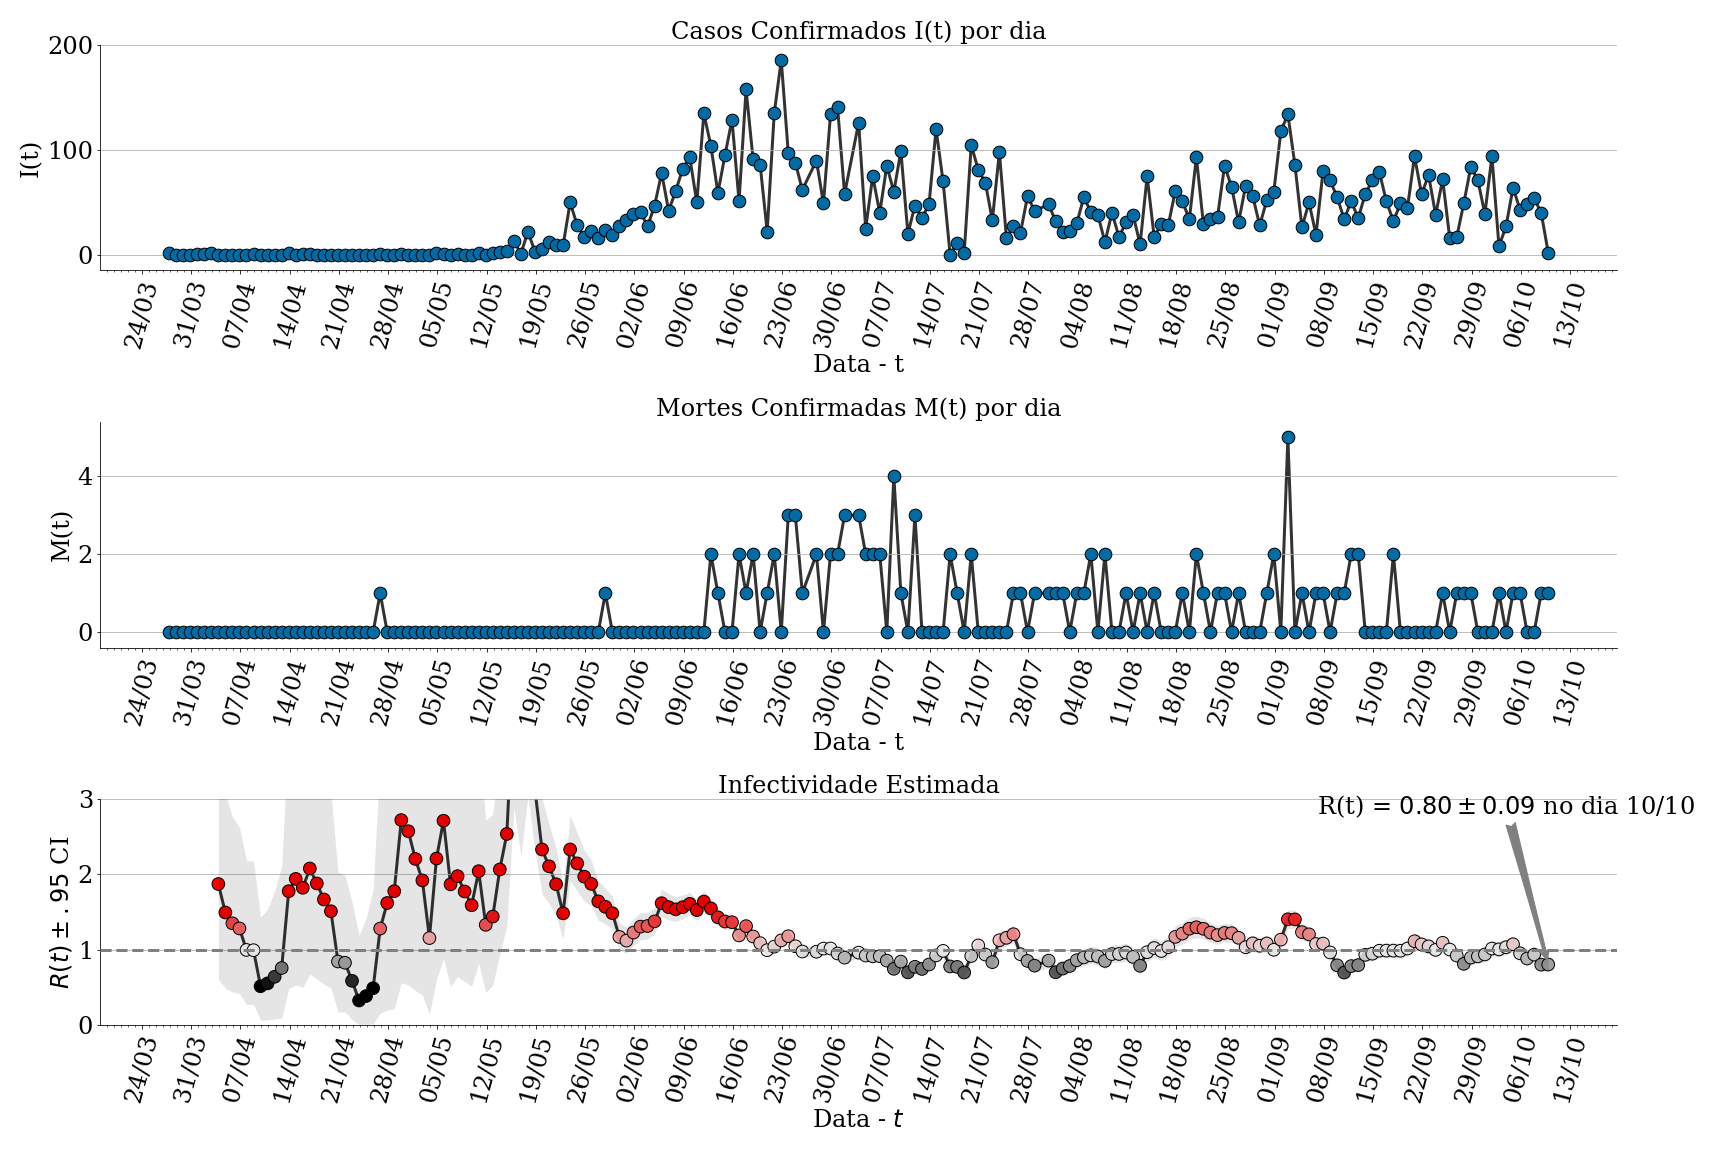 Casos Confirmados I(t) por dia
200
100
0
I(t)
24/03 31/03 07/04 14/04 21/04 28/04 05/05 12/05 19/05 26/05 02/06 09/06 16/06 23/06 30/06 07/07 14/07 21/07 28/07 04/08 11/08 18/08 25/08 01/09 08/09 15/09 22/09 29/09 06/10 13/10
Data - t
Mortes Confirmadas M(t) por dia
4
2
0
M(t)
24/03 31/03 07/04 14/04 21/04 28/04 05/05 12/05 19/05 26/05 02/06 09/06 16/06 23/06 30/06 07/07 14/07 21/07 28/07 04/08 11/08 18/08 25/08 01/09 08/09 15/09 22/09 29/09 06/10 13/10
Data - t
Infectividade Estimada
R(t) = 0.80 ± 0.09 no dia 10/10
3
2
1
0
R(t) ± .95 CI
24/03 31/03 07/04 14/04 21/04 28/04 05/05 12/05 19/05 26/05 02/06 09/06 16/06 23/06 30/06 07/07 14/07 21/07 28/07 04/08 11/08 18/08 25/08 01/09 08/09 15/09 22/09 29/09 06/10 13/10
Data - t